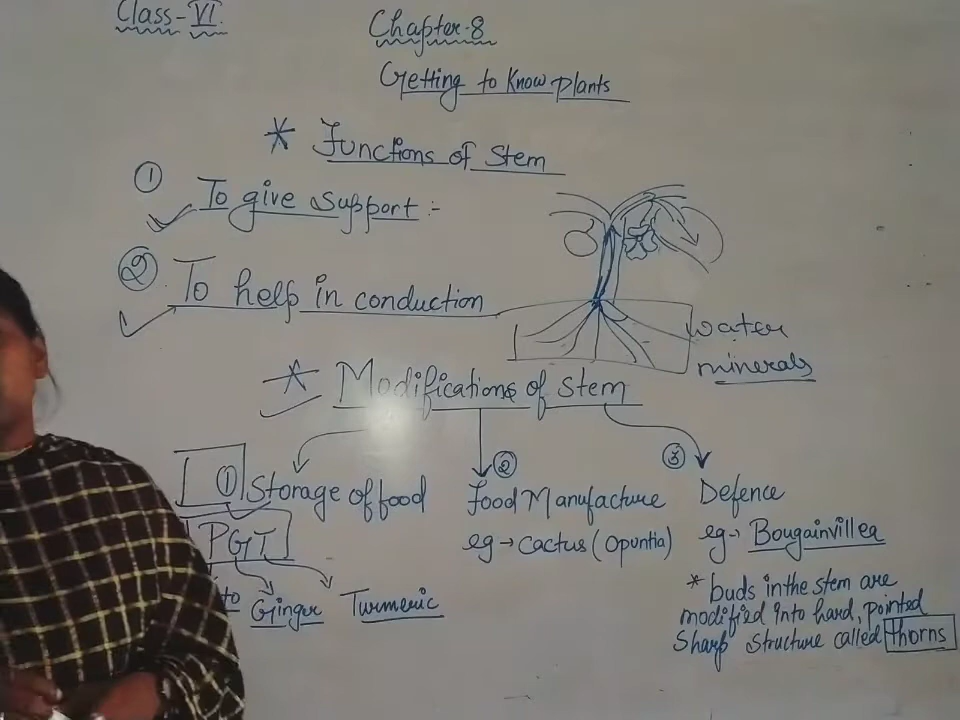 Class-VI
Chapter-8
Getting to Know plants
* Functions of Stem
① To give support :-
② To help in conduction
water
minerals
* Modifications of stem
① Storage of food
PGT
to Ginger Turmeric
② Food Manufacture
eg → Cactus (Opuntia)
③ Defence
eg → Bougainvillea
* buds in the stem are
modified into hard, pointed
Sharp structure called thorns